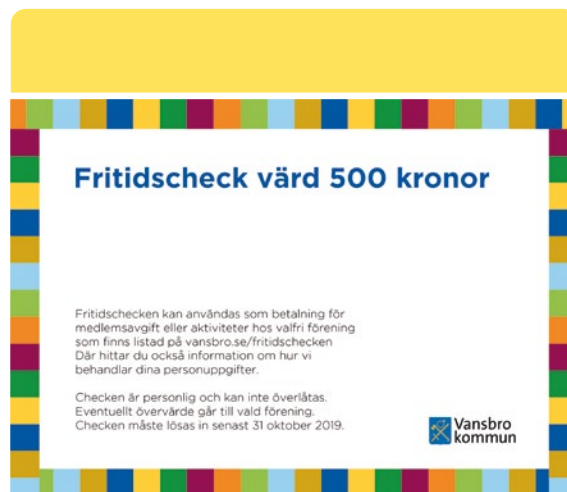 Fritidscheck värd 500 kronor
Fritidschecken kan användas som betalning för
medlemsavgift eller aktiviteter hos valfri förening
som finns listad på vansbro.se/fritidschecken
Där hittar du också information om hur vi
behandlar dina personuppgifter.
Checken är personlig och kan inte överlåtas.
Eventuellt övervärde går till vald förening.
Checken måste lösas in senast 31 oktober 2019.
Vansbro
kommun